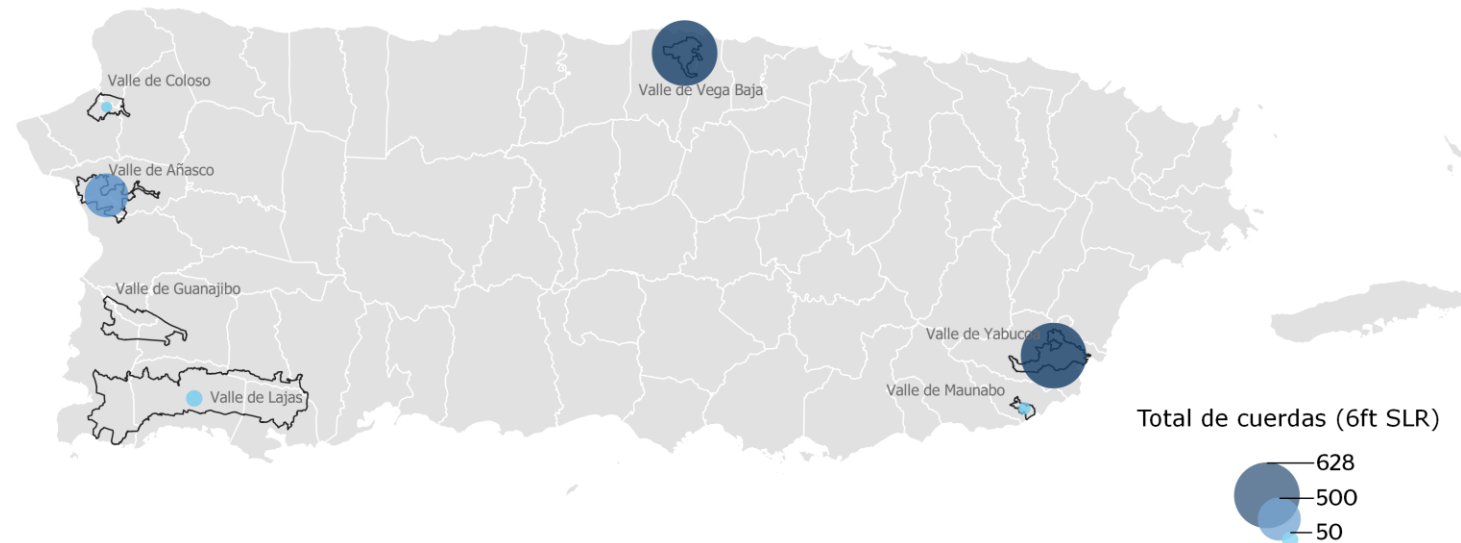 Valle de Coloso
Valle de Vega Baja
Valle de Añasco
Valle de Guanajibo
Valle de Yabucoa
Valle de Lajas
Valle de Maunabo
Total de cuerdas (6ft SLR)
628
500
50